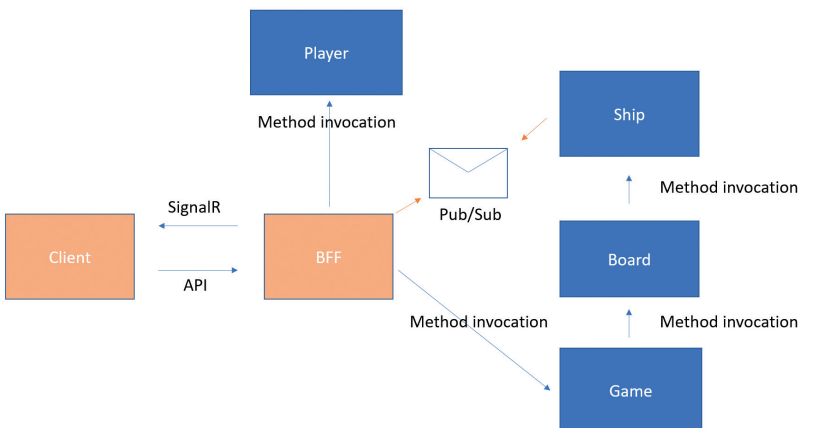 Player
Method invocation
Ship
Pub/Sub
Method invocation
SignalR
Client
BFF
Board
API
Method invocation
Method invocation
Game